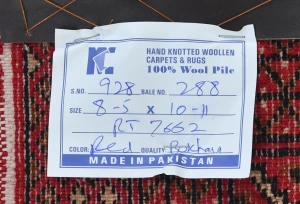 HAND KNOTTED WOOLLEN
CARPETS & RUGS
100% Wool Pile
S.NO. 928 BALE NO. 288
SIZE 8-5 x 10-11
RT 7662
COLOR: Red QUALITY Bokhara
MADE IN PAKISTAN